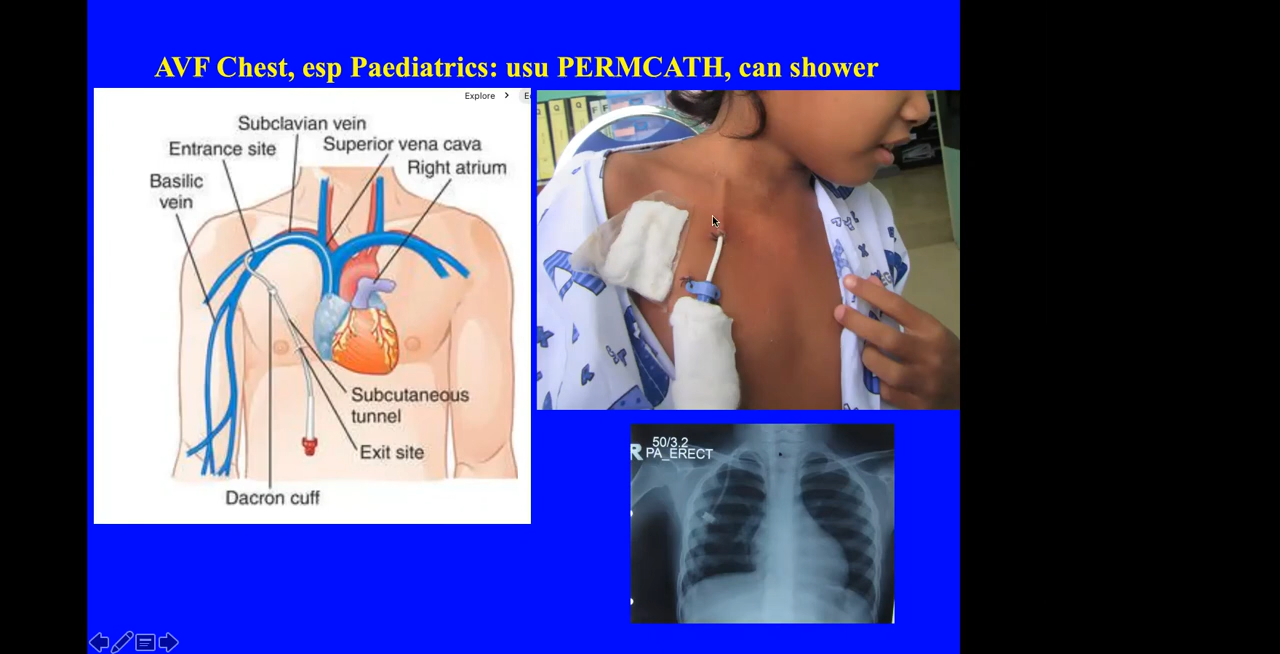 AVF Chest, esp Paediatrics: usu PERMCATH, can shower
Explore
Subclavian vein
Entrance site
Superior vena cava
Basilic
vein
Right atrium
Subcutaneous
tunnel
Exit site
Dacron cuff
Q
Q
F
F
50/3.2
R PA_ERECT